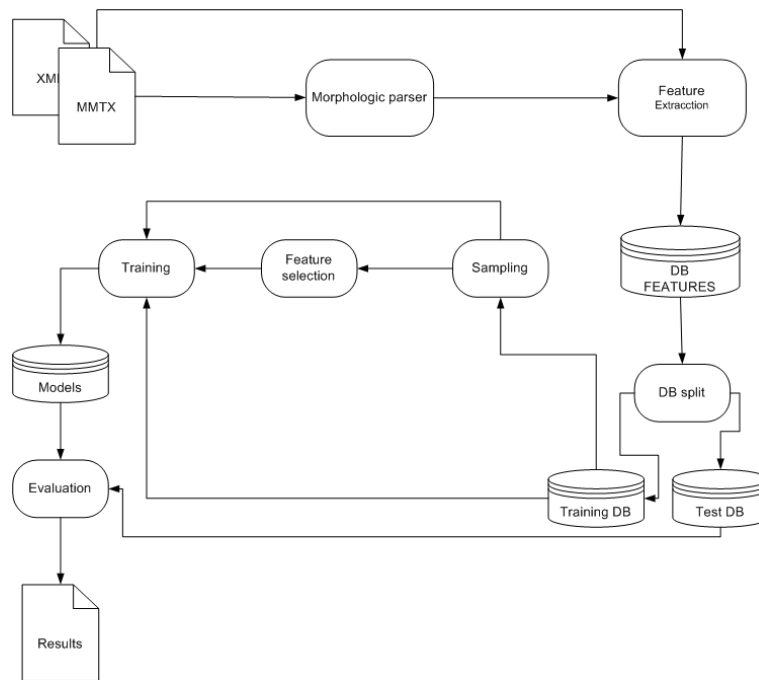 XML
MMTX
Morphologic parser
Feature
Extracction
Training
Feature
selection
Sampling
DB
FEATURES
Models
DB split
Evaluation
Training DB
Test DB
Results